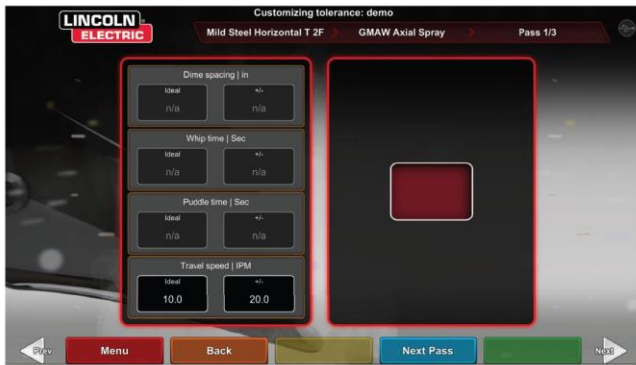 LINCOLN
ELECTRIC
Customizing tolerance: demo
Mild Steel Horizontal T 2F
GMAW Axial Spray
Pass 1/3
Dime spacing | in
Ideal
+/-
n/a
n/a
Whip time | Sec
Ideal
+/-
n/a
n/a
Puddle time | Sec
Ideal
+/-
n/a
n/a
Travel speed | IPM
Ideal
+/-
10.0
20.0
Prev
Menu
Back
Next Pass
Next